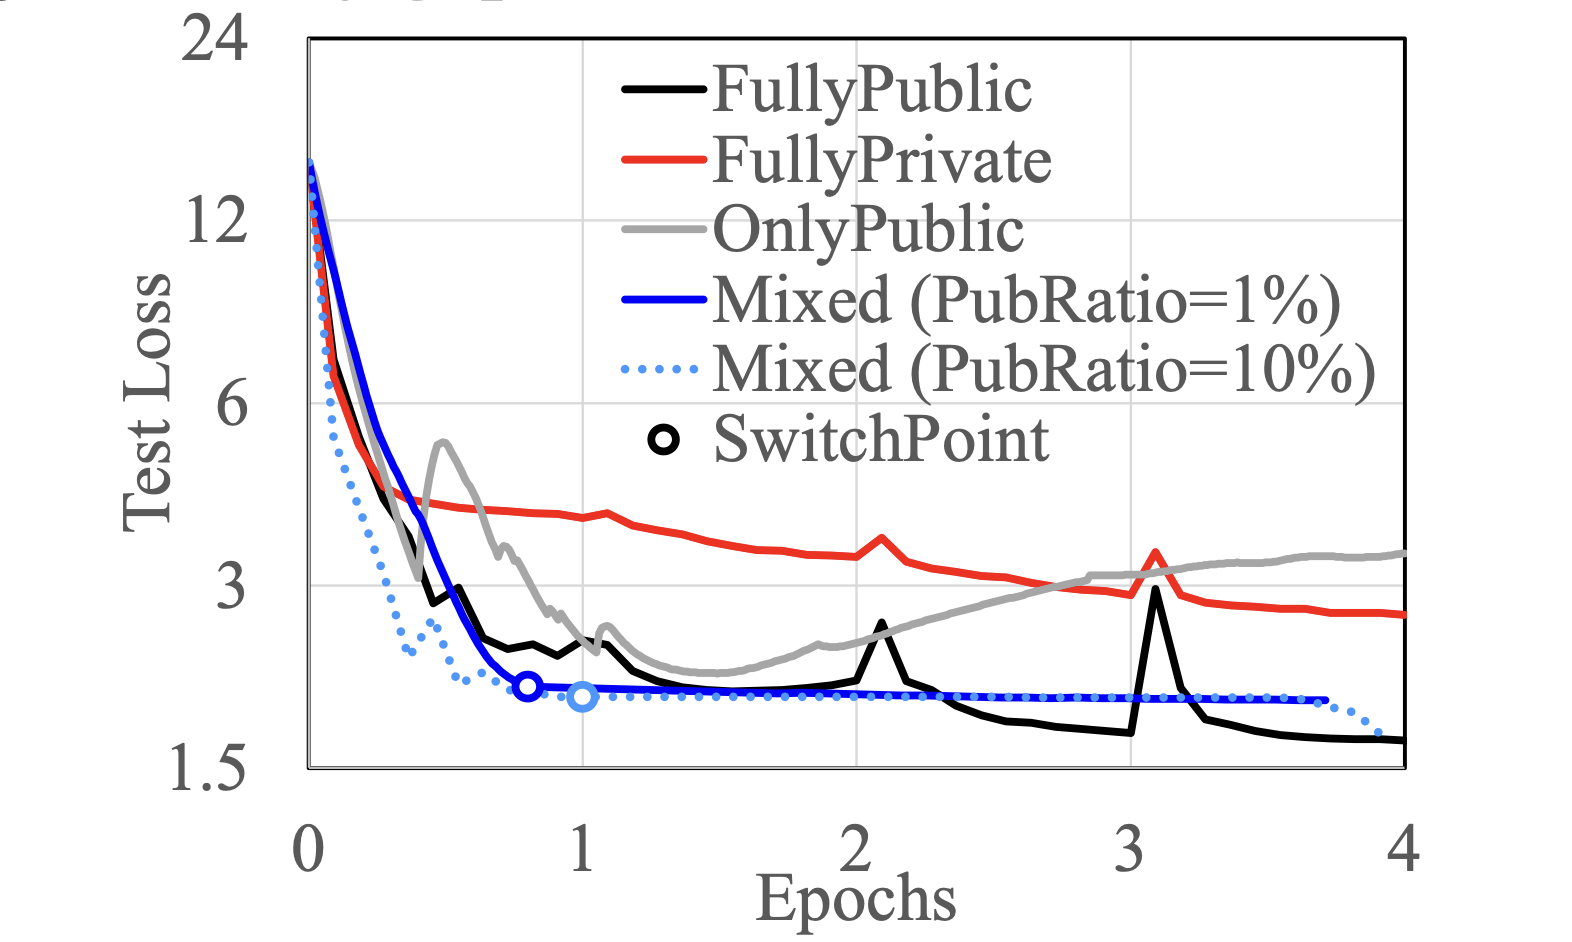 24
12
6
3
1.5
Test Loss
FullyPublic
FullyPrivate
OnlyPublic
Mixed (PubRatio=1%)
Mixed (PubRatio=10%)
SwitchPoint
0 1 2 3 4
Epochs